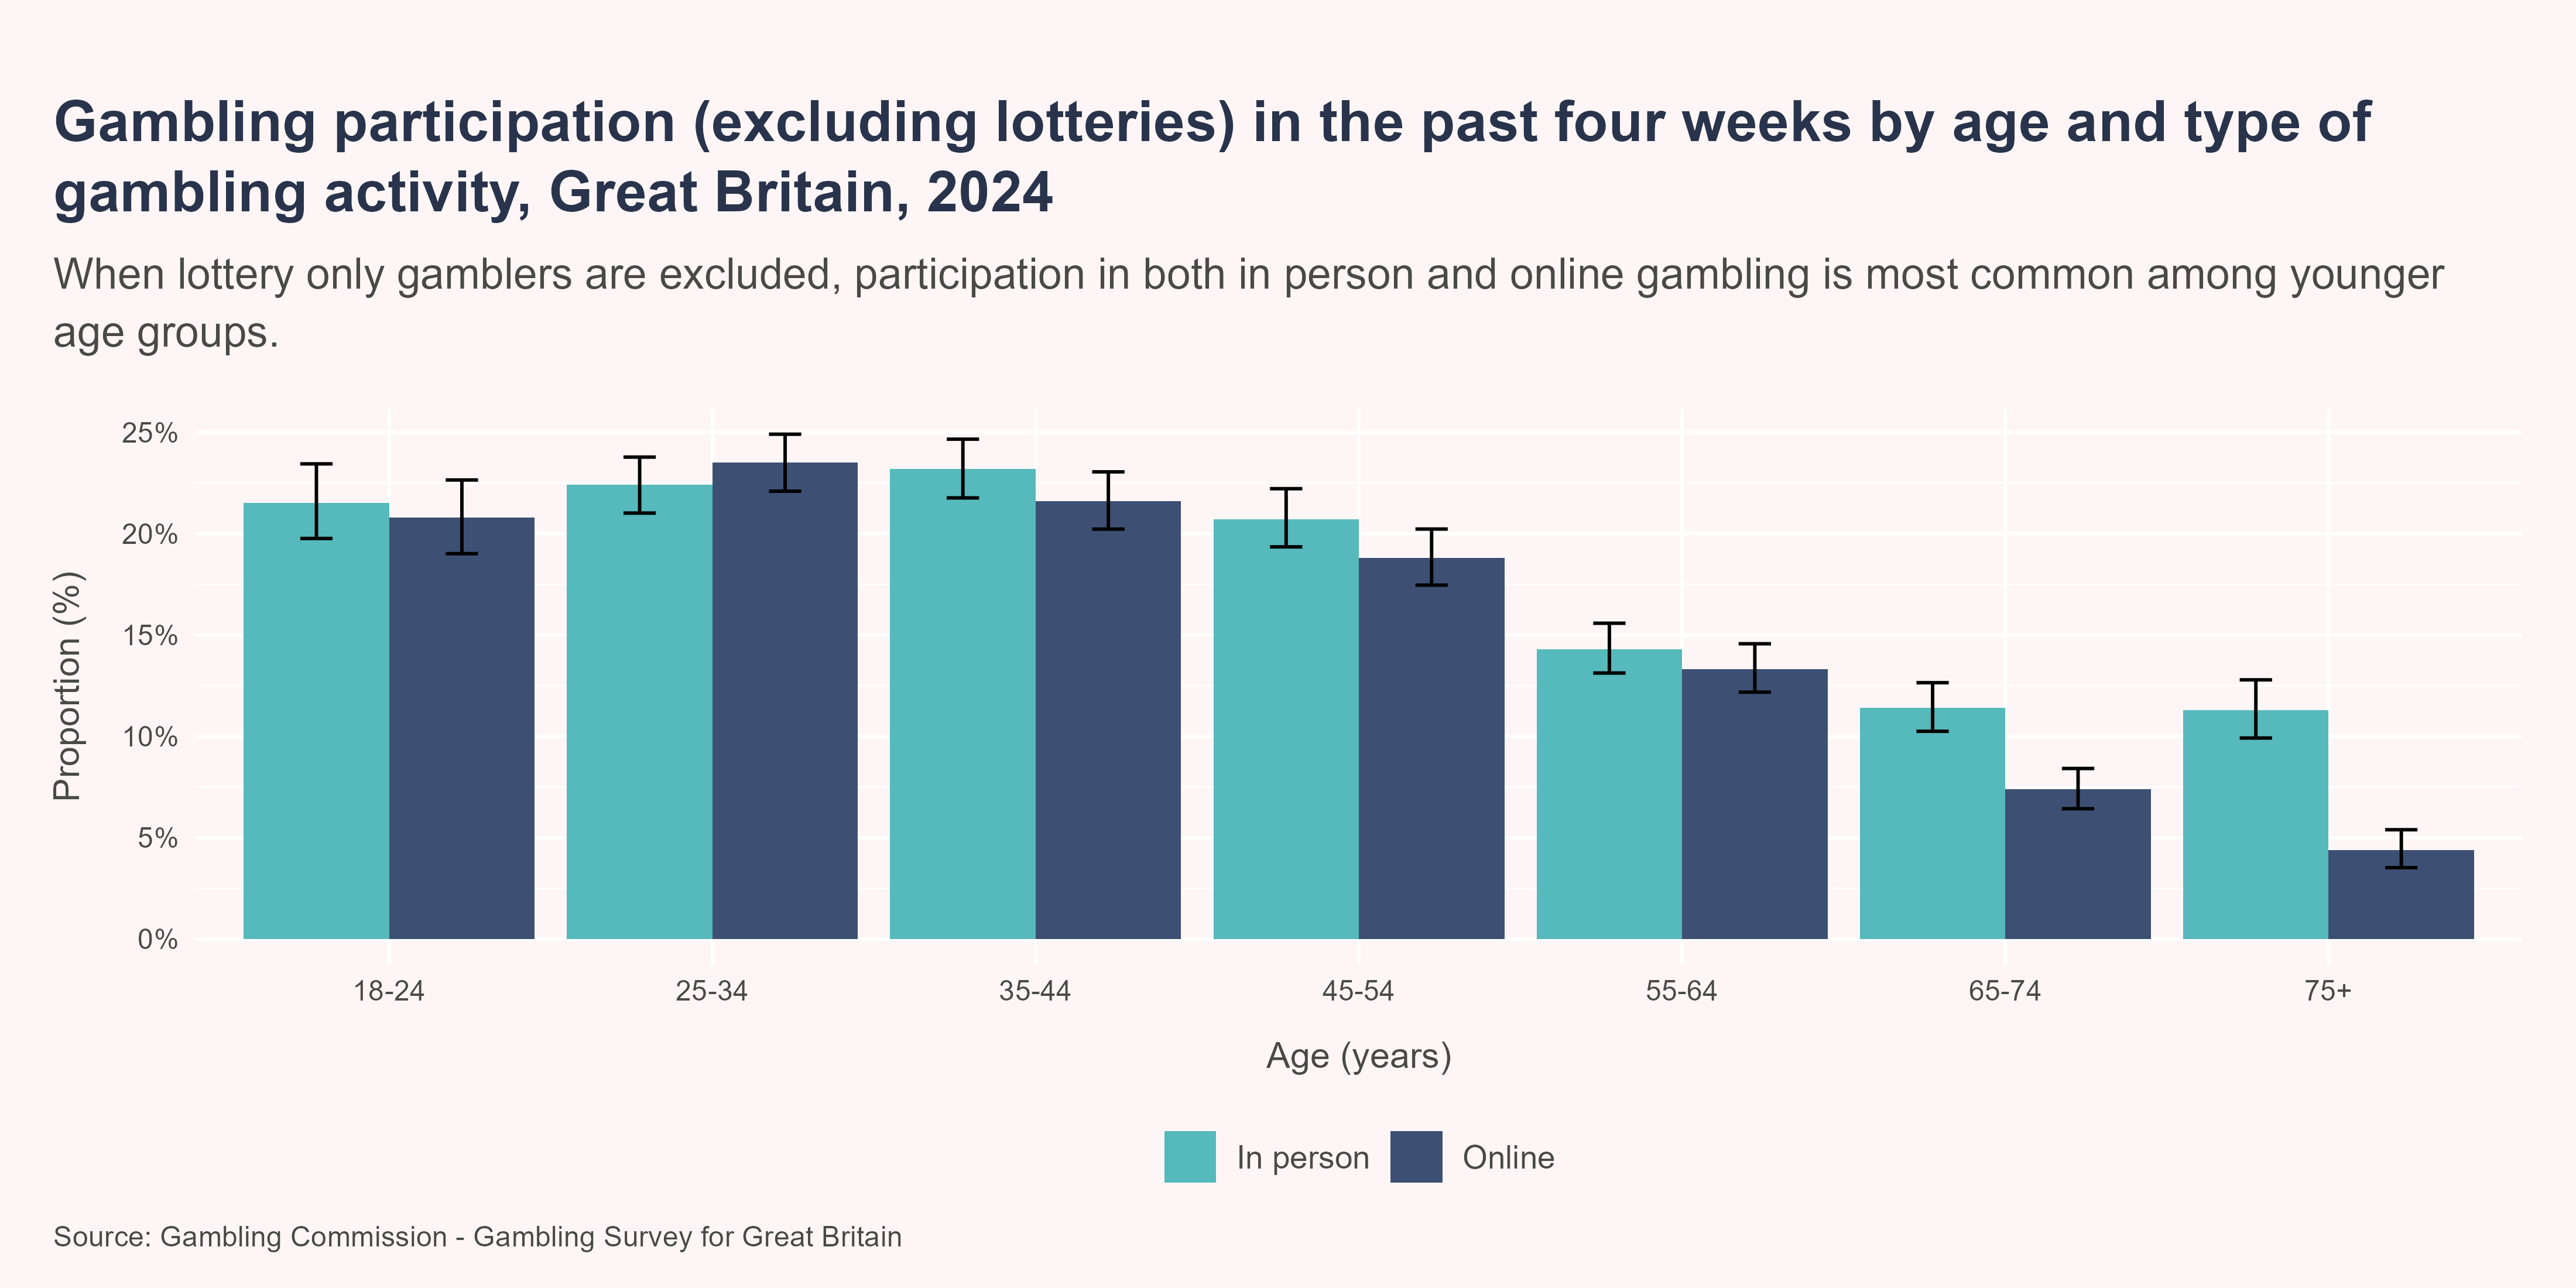 Gambling participation (excluding lotteries) in the past four weeks by age and type of
gambling activity, Great Britain, 2024
When lottery only gamblers are excluded, participation in both in person and online gambling is most common among younger
age groups.
25%
20%
15%
10%
5%
0%
Proportion (%)
18-24 25-34 35-44 45-54 55-64 65-74 75+
Age (years)
In person Online
Source: Gambling Commission - Gambling Survey for Great Britain